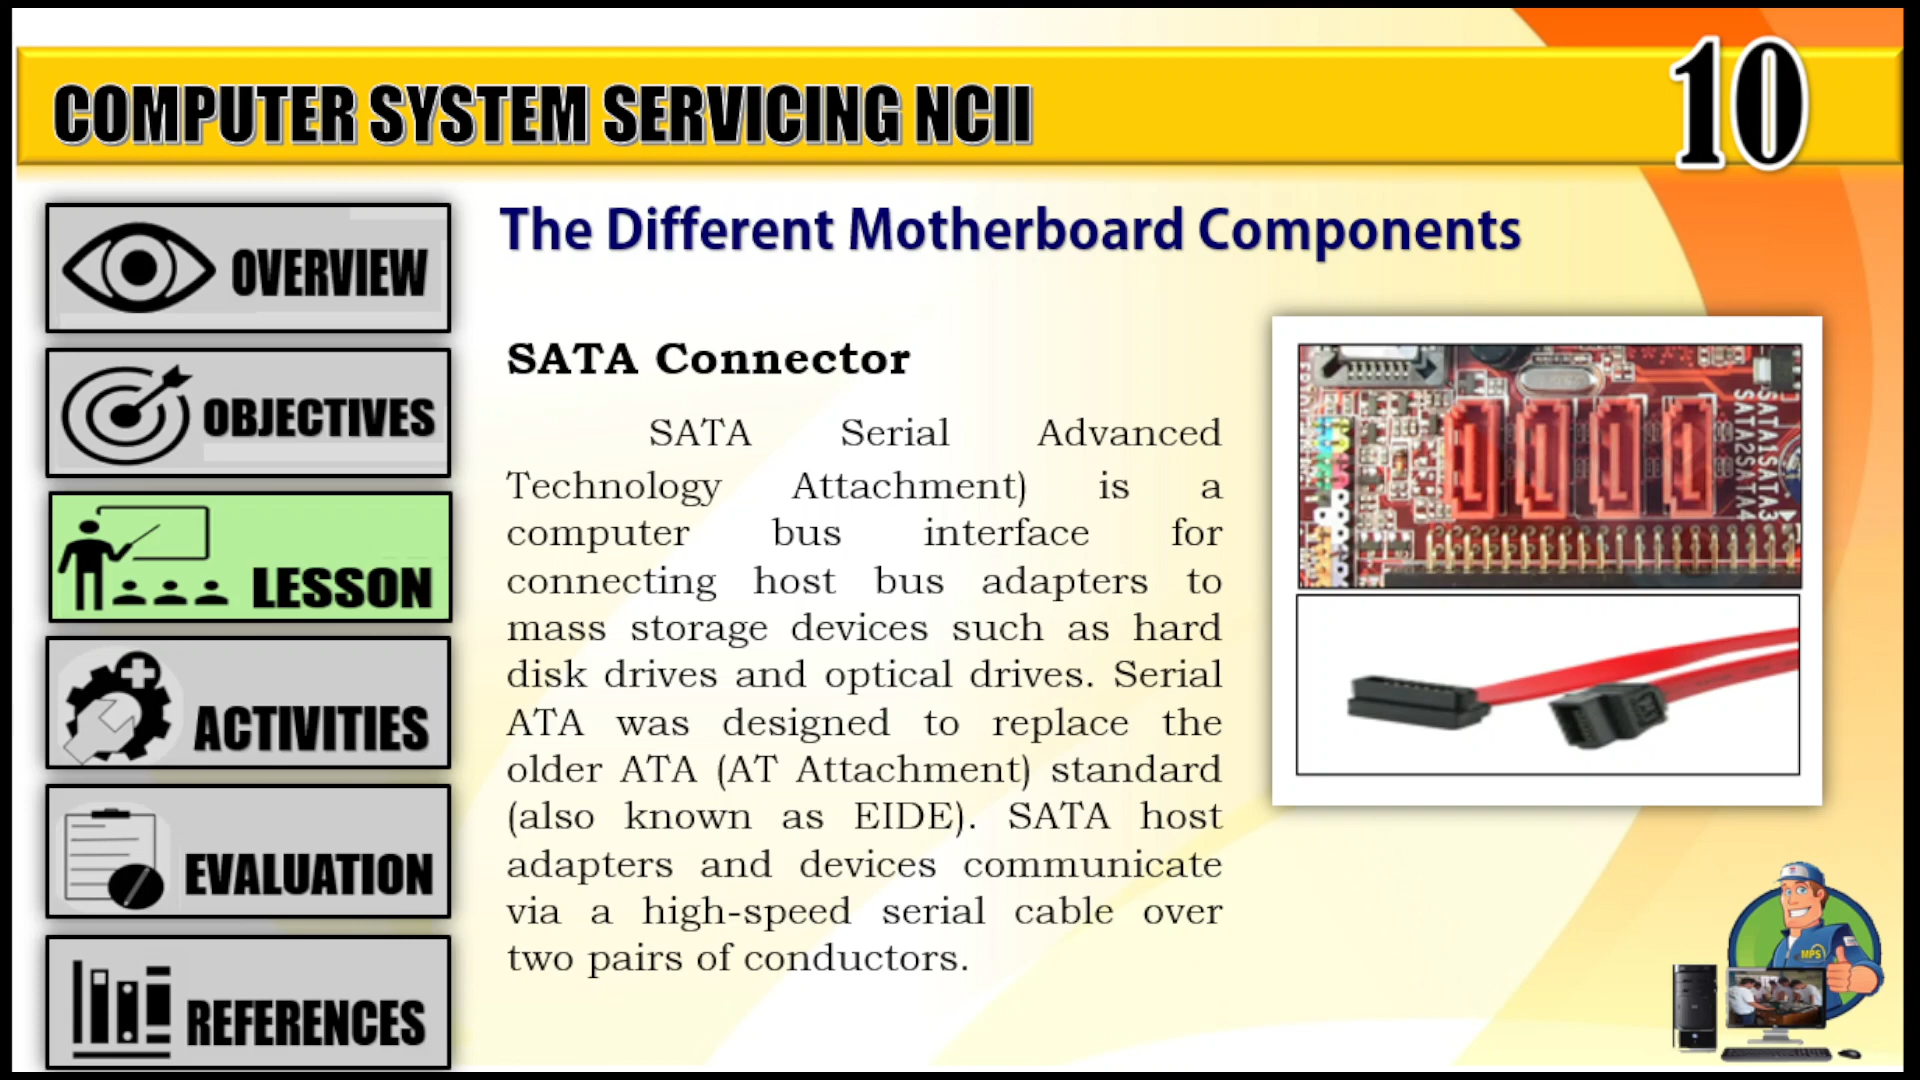 COMPUTER SYSTEM SERVICING NCII
10
OVERVIEW
OBJECTIVES
LESSON
ACTIVITIES
EVALUATION
REFERENCES
The Different Motherboard Components
SATA Connector
SATA Serial Advanced
Technology Attachment) is a
computer bus interface for
connecting host bus adapters to
mass storage devices such as hard
disk drives and optical drives. Serial
ATA was designed to replace the
older ATA (AT Attachment) standard
(also known as EIDE). SATA host
adapters and devices communicate
via a high-speed serial cable over
two pairs of conductors.
SATA1SATA3
SATA2SATA4
MPS